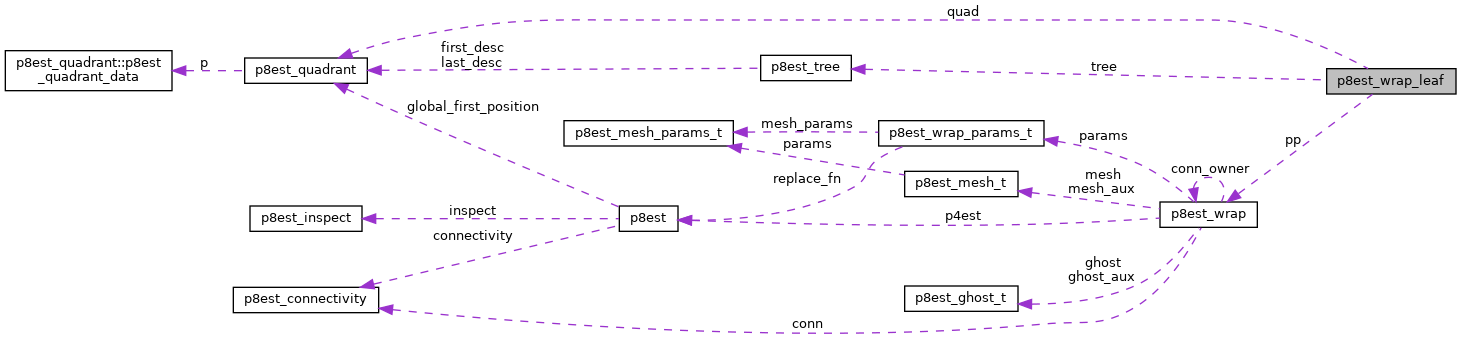 quad
first_desc
last_desc
p8est_quadrant::p8est
_quadrant_data
p
p8est_quadrant
p8est_tree
tree
p8est_wrap_leaf
global_first_position
p8est_mesh_params_t
mesh_params
params
p8est_wrap_params_t
params
pp
replace_fn
p8est_mesh_t
mesh
mesh_aux
conn_owner
p8est_inspect
inspect
p8est
p4est
p8est_wrap
connectivity
p8est_connectivity
p8est_ghost_t
ghost
ghost_aux
conn